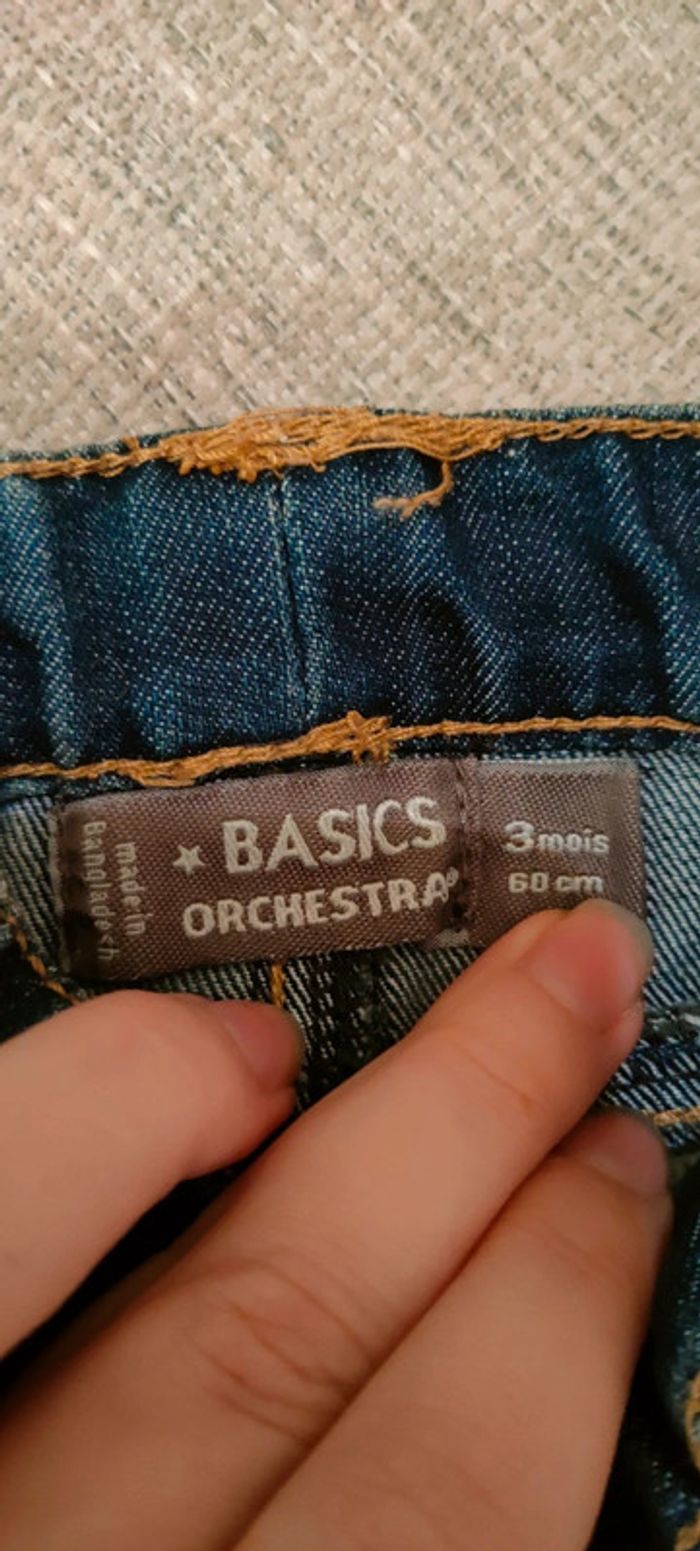 ★ BASICS
ORCHESTRA®
3 mois
60 cm
made in
Bangladesh